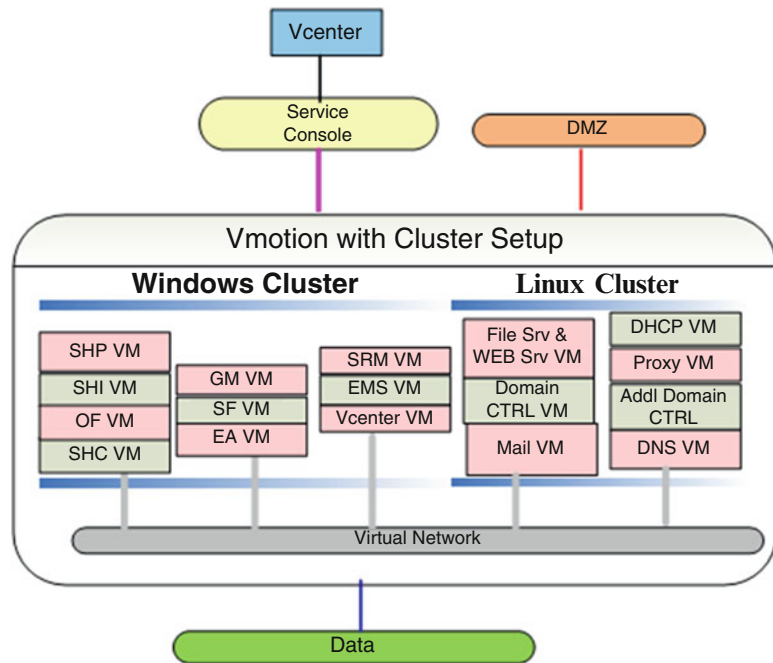 Vcenter
Service
Console
DMZ
Vmotion with Cluster Setup
Windows Cluster
Linux Cluster
SHP VM
SHI VM
OF VM
SHC VM
GM VM
SF VM
EA VM
SRM VM
EMS VM
Vcenter VM
File Srv &
WEB Srv VM
Domain
CTRL VM
Mail VM
DHCP VM
Proxy VM
Addl Domain
CTRL
DNS VM
Virtual Network
Data